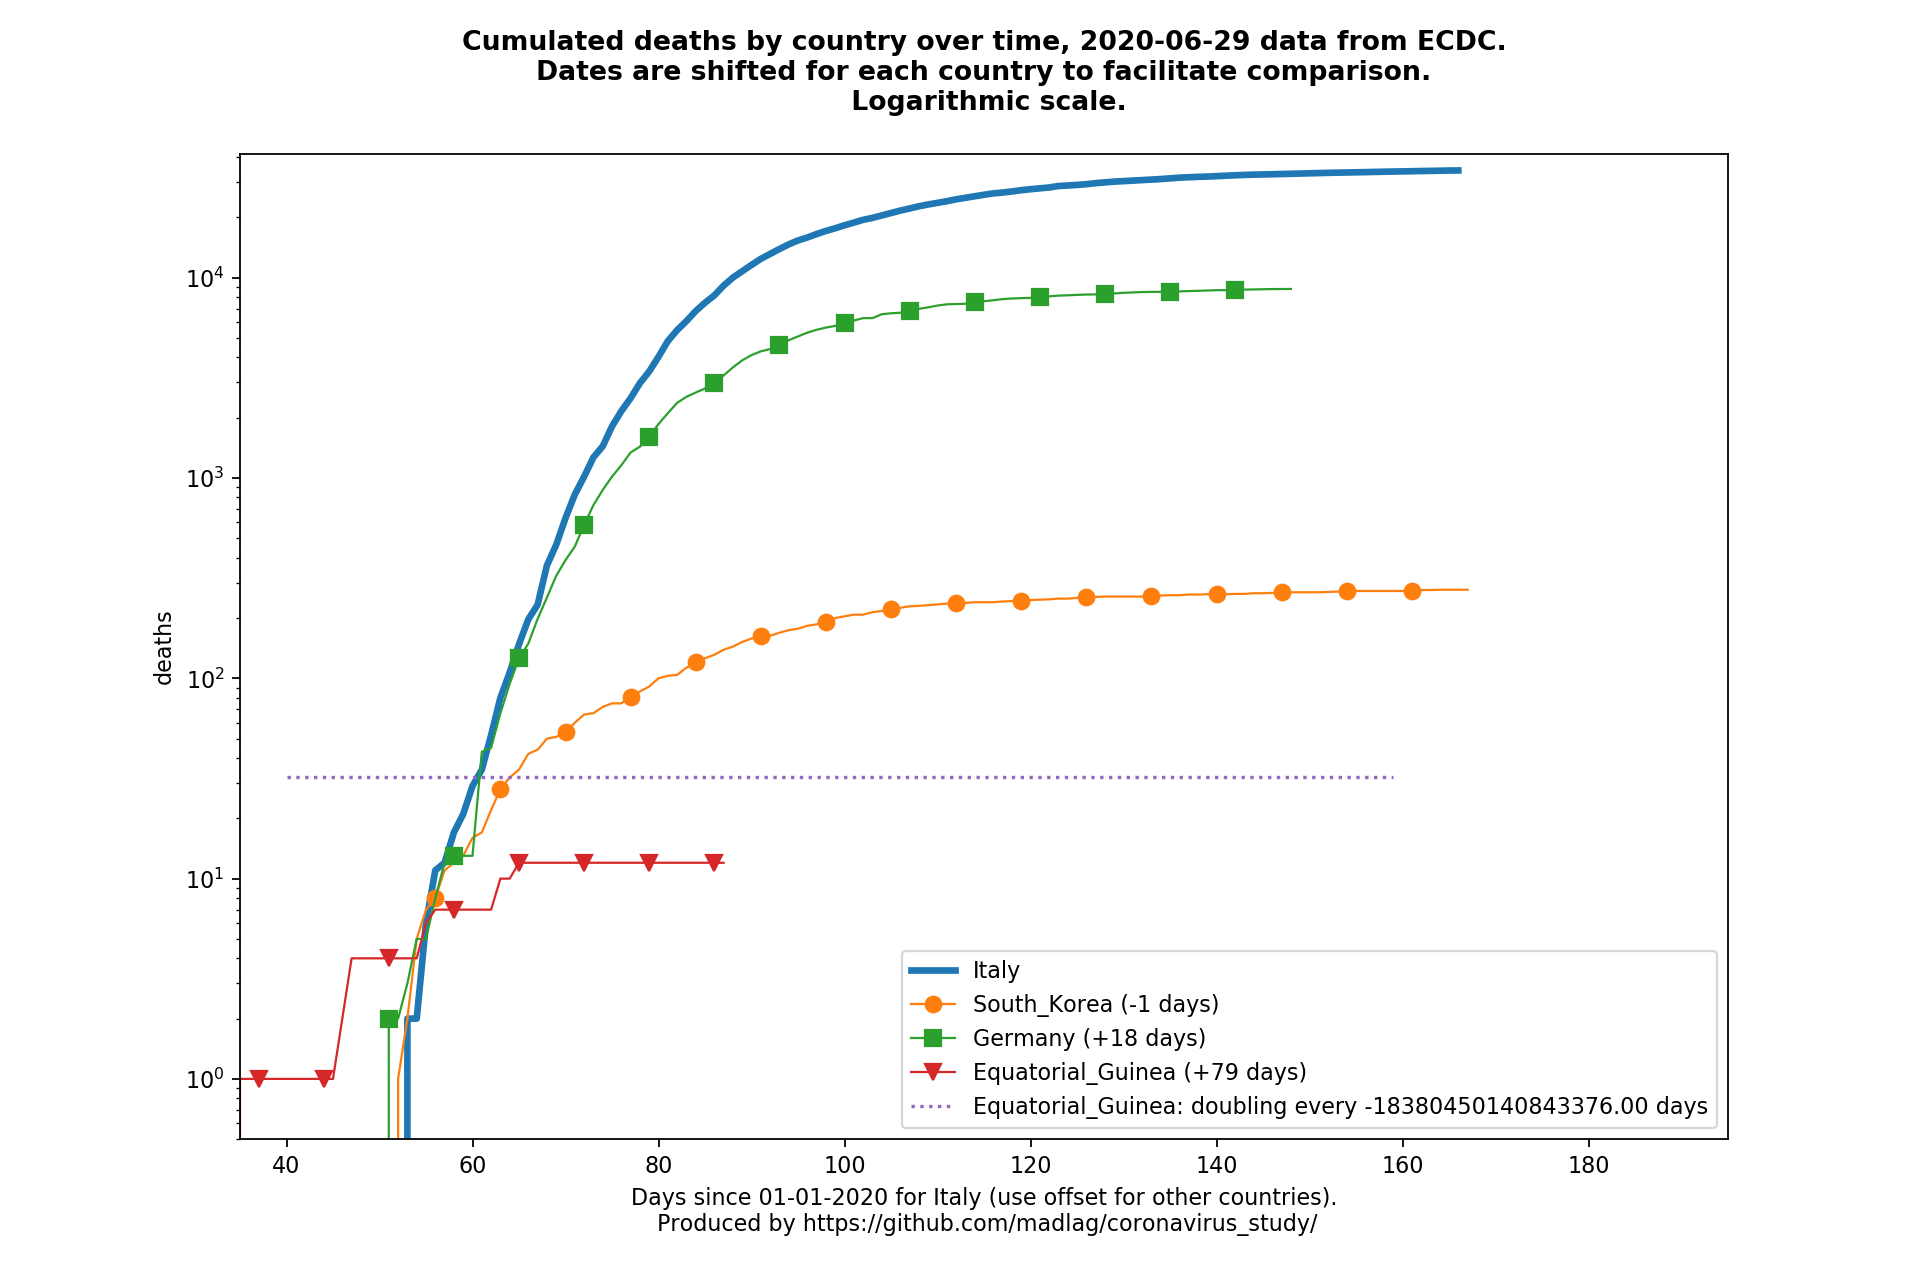 Cumulated deaths by country over time, 2020-06-29 data from ECDC.
Dates are shifted for each country to facilitate comparison.
Logarithmic scale.
10⁴
10³
10²
10¹
10⁰
deaths
Italy
South_Korea (-1 days)
Germany (+18 days)
Equatorial_Guinea (+79 days)
Equatorial_Guinea: doubling every -18380450140843376.00 days
40 60 80 100 120 140 160 180
Days since 01-01-2020 for Italy (use offset for other countries).
Produced by https://github.com/madlag/coronavirus_study/